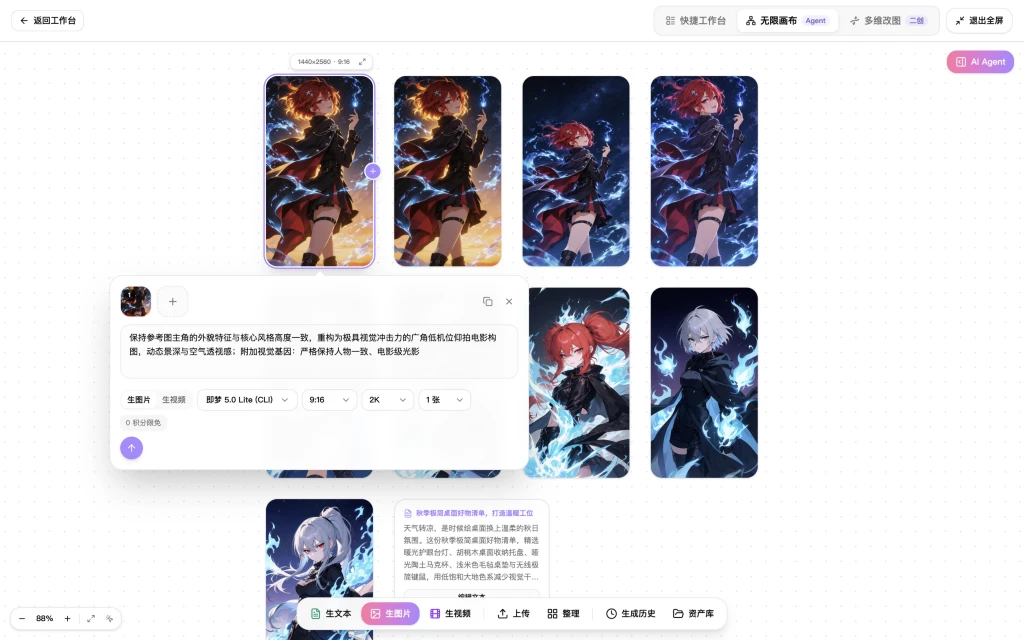 返回工作台
快捷工作台
无限画布 Agent
多维改图 二创
退出全屏
AI Agent
1440×2560 · 9:16
1
保持参考图主角的外貌特征与核心风格高度一致，重构为极具视觉冲击力的广角低机位仰拍电影构
图，动态景深与空气透视感；附加视觉基因：严格保持人物一致、电影级光影
生图片 生视频 即梦 5.0 Lite (CLI) 9:16 2K 1 张
0 积分限免
秋季极简桌面好物清单，打造温暖工位
天气转凉，是时候给桌面换上温柔的秋日
氛围。这份秋季极简桌面好物清单，精选
暖光护眼台灯、胡桃木桌面收纳托盘、暗
光陶土马克杯、浅米色毛毡桌垫与无线极
简键鼠，用低饱和大地色系减少视觉干...
编辑文本
88%
生文本 生图片 生视频 上传 整理 生成历史 资产库